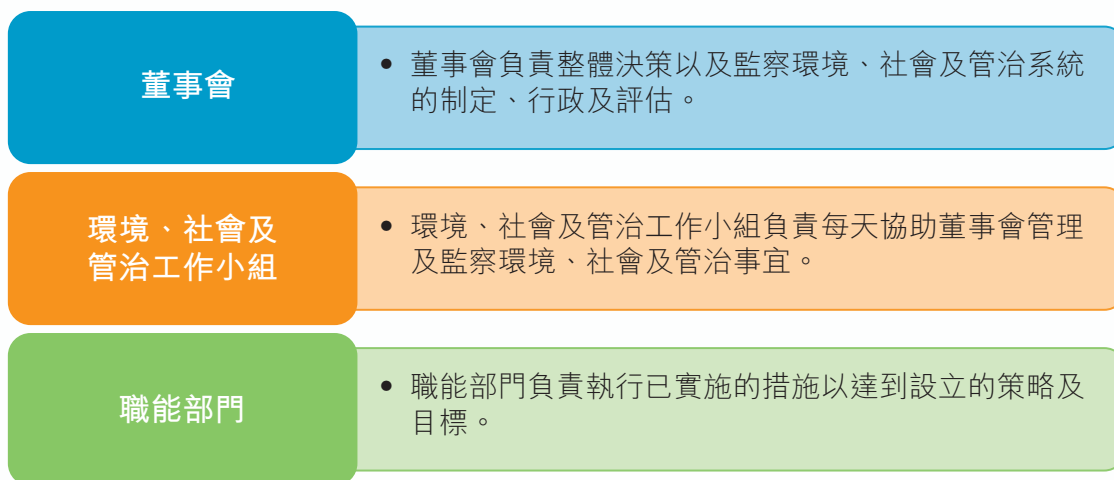 董事會
• 董事會負責整體決策以及監察環境、社會及管治系統
的制定、行政及評估。
環境、社會及
管治工作小組
• 環境、社會及管治工作小組負責每天協助董事會管理
及監察環境、社會及管治事宜。
職能部門
• 職能部門負責執行已實施的措施以達到設立的策略及
目標。